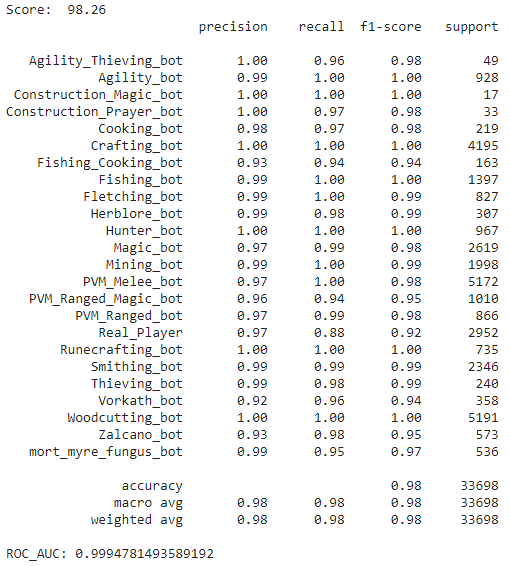 Score:  98.26
                         precision    recall  f1-score   support

   Agility_Thieving_bot       1.00      0.96      0.98        49
            Agility_bot       0.99      1.00      1.00       928
 Construction_Magic_bot       1.00      1.00      1.00        17
Construction_Prayer_bot       1.00      0.97      0.98        33
            Cooking_bot       0.98      0.97      0.98       219
           Crafting_bot       1.00      1.00      1.00      4195
    Fishing_Cooking_bot       0.93      0.94      0.94       163
            Fishing_bot       0.99      1.00      1.00      1397
          Fletching_bot       0.99      1.00      0.99       827
           Herblore_bot       0.99      0.98      0.99       307
             Hunter_bot       1.00      1.00      1.00       967
              Magic_bot       0.97      0.99      0.98      2619
             Mining_bot       0.99      1.00      0.99      1998
          PVM_Melee_bot       0.97      1.00      0.98      5172
   PVM_Ranged_Magic_bot       0.96      0.94      0.95      1010
         PVM_Ranged_bot       0.97      0.99      0.98       866
            Real_Player       0.97      0.88      0.92      2952
       Runecrafting_bot       1.00      1.00      1.00       735
           Smithing_bot       0.99      0.99      0.99      2346
           Thieving_bot       0.99      0.98      0.99       240
            Vorkath_bot       0.92      0.96      0.94       358
        Woodcutting_bot       1.00      1.00      1.00      5191
            Zalcano_bot       0.93      0.98      0.95       573
   mort_myre_fungus_bot       0.99      0.95      0.97       536

               accuracy                           0.98     33698
              macro avg       0.98      0.98      0.98     33698
           weighted avg       0.98      0.98      0.98     33698

ROC_AUC: 0.9994781493589192